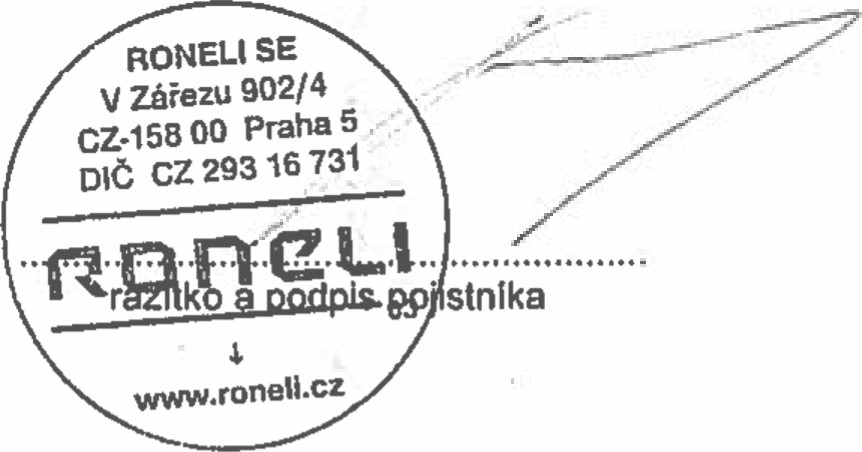 RONELI SE
V Zářezu 902/4
CZ-158 00 Praha 5
DIČ CZ 293 16 731
RONELI
razítko a podpis pojistníka
www.roneli.cz